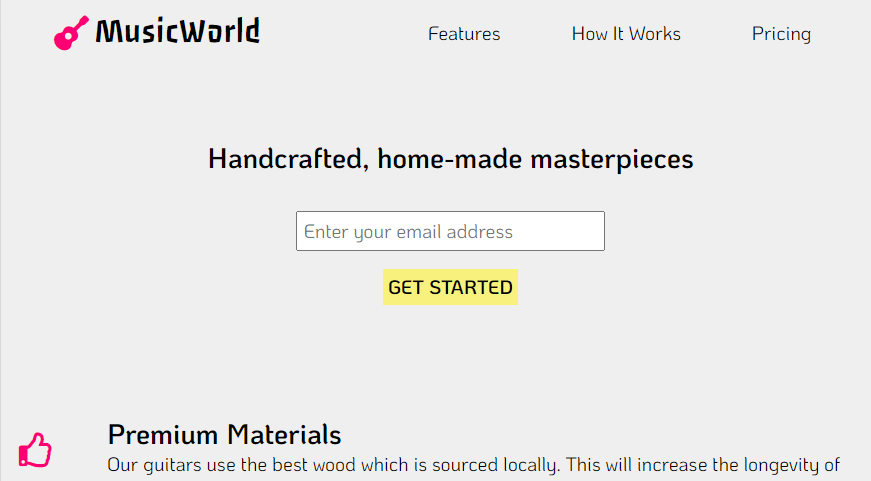 MusicWorld
Features
How It Works
Pricing
Handcrafted, home-made masterpieces
Enter your email address
GET STARTED
Premium Materials
Our guitars use the best wood which is sourced locally. This will increase the longevity of